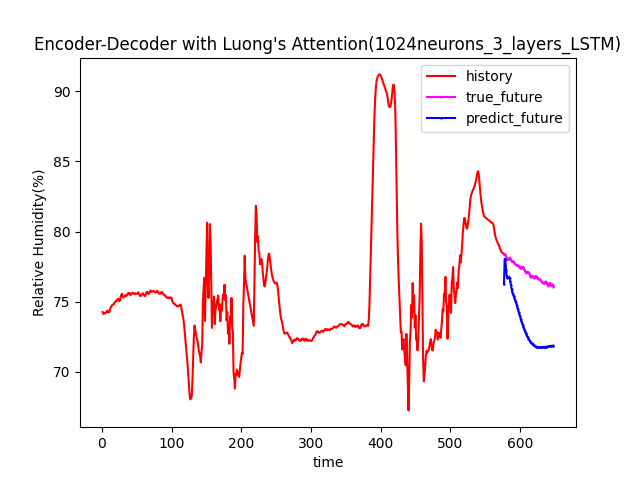 Encoder-Decoder with Luong's Attention(1024neurons_3_layers_LSTM)
history
true_future
predict_future
Relative Humidity(%)
90
85
80
75
70
0 100 200 300 400 500 600
time